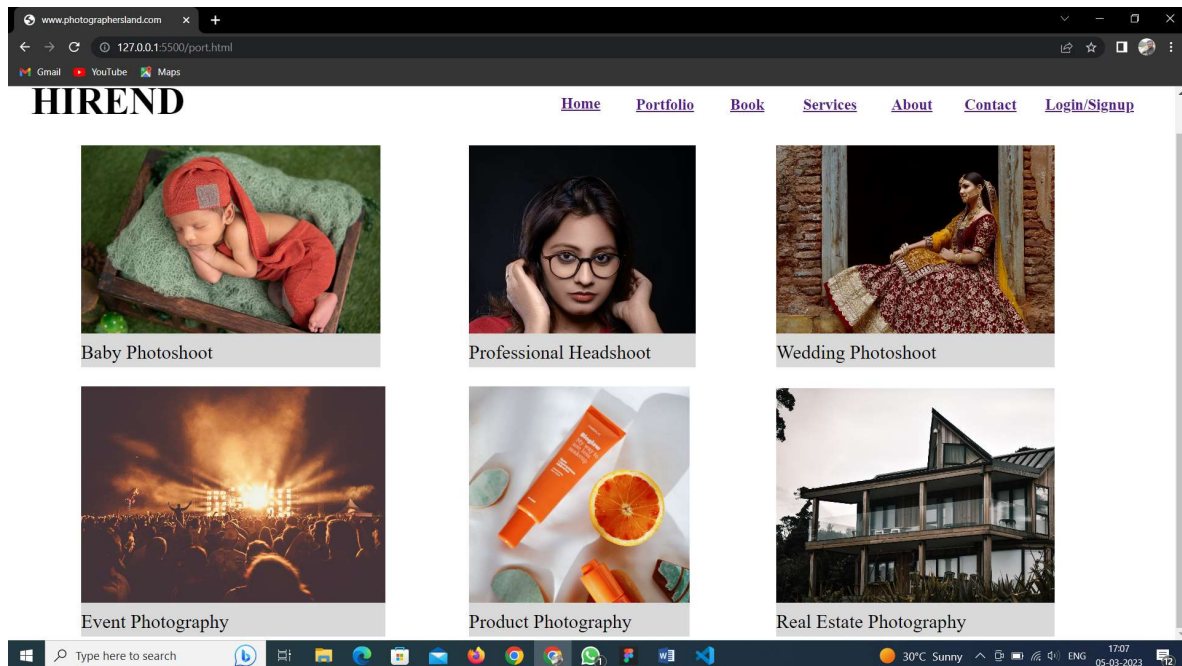 www.photographersland.com
127.0.0.1:5500/port.html
Gmail YouTube Maps
HIREND Home Portfolio Book Services About Contact Login/Signup
Baby Photoshoot Professional Headshoot Wedding Photoshoot
Event Photography Product Photography Real Estate Photography
Type here to search 30°C Sunny ENG 17:07
05-03-2023 12